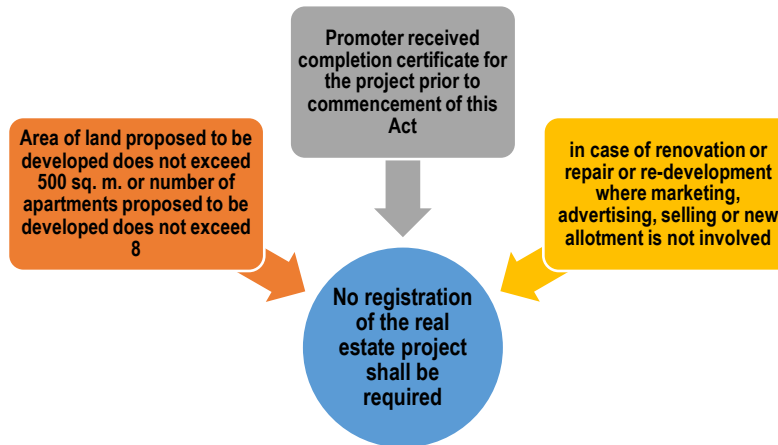 Promoter received
completion certificate for
the project prior to
commencement of this
Act
Area of land proposed to be
developed does not exceed
500 sq. m. or number of
apartments proposed to be
developed does not exceed
8
in case of renovation or
repair or re-development
where marketing,
advertising, selling or new
allotment is not involved
No registration
of the real
estate project
shall be
required